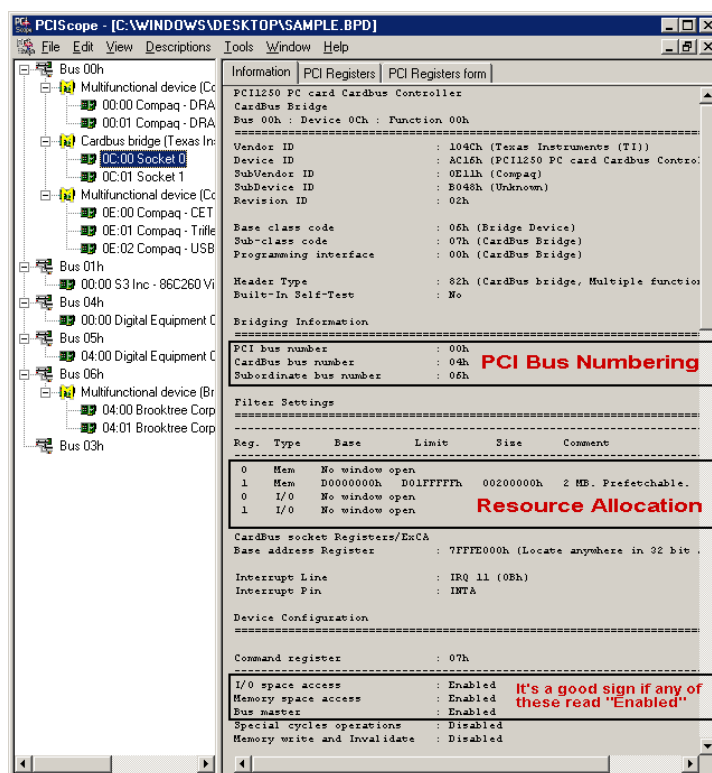 PCIScope - [C:\WINDOWS\DESKTOP\SAMPLE.BPD]
File Edit View Descriptions Tools Window Help
Bus 00h
Multifunctional device (Co
00:00 Compaq - DRA
00:01 Compaq - DRA
Cardbus bridge (Texas In
0C:00 Socket 0
0C:01 Socket 1
Multifunctional device (Co
0E:00 Compaq - CET
0E:01 Compaq - Trifle
0E:02 Compaq - USB
Bus 01h
00:00 S3 Inc - 86C260 Vi
Bus 04h
00:00 Digital Equipment C
Bus 05h
04:00 Digital Equipment C
Bus 06h
Multifunctional device (Br
04:00 Brooktree Corp
04:01 Brooktree Corp
Bus 03h
Information PCI Registers PCI Registers form
PCI1250 PC card Cardbus Controller
CardBus Bridge
Bus 00h : Device 0Ch : Function 00h
Vendor ID : 104Ch (Texas Instruments (TI))
Device ID : AC16h (PCI1250 PC card Cardbus Contro
SubVendor ID : 0E11h (Compaq)
SubDevice ID : B048h (Unknown)
Revision ID : 02h
Base class code : 06h (Bridge Device)
Sub-class code : 07h (CardBus Bridge)
Programming interface : 00h (CardBus Bridge)
Header Type : 82h (CardBus bridge, Multiple function
Built-In Self-Test : No
Bridging Information
PCI bus number : 00h
CardBus bus number : 04h
Subordinate bus number : 06h
PCI Bus Numbering
Filter Settings
Reg. Type Base Limit Size Comment
0 Mem No window open
1 Mem D0000000h D01FFFFFh 00200000h 2 MB. Prefetchable.
0 I/O No window open
1 I/O No window open
Resource Allocation
CardBus socket Registers/ExCA
Base address Register : 7FFFE000h (Locate anywhere in 32 bit
Interrupt Line : IRQ 11 (0Bh)
Interrupt Pin : INTA
Device Configuration
Command register : 07h
I/O space access : Enabled
Memory space access : Enabled
Bus master : Enabled
It's a good sign if any of
these read "Enabled"
Special cycles operations : Disabled
Memory write and Invalidate : Disabled